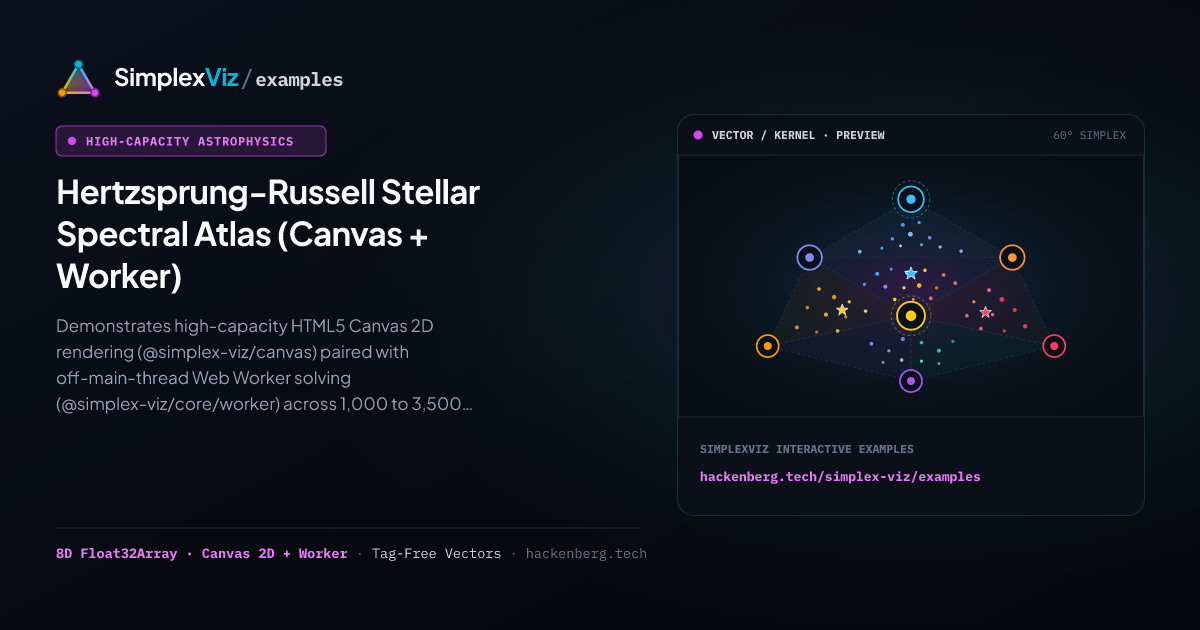 SimplexViz / examples
HIGH-CAPACITY ASTROPHYSICS
Hertzsprung-Russell Stellar
Spectral Atlas (Canvas +
Worker)
Demonstrates high-capacity HTML5 Canvas 2D
rendering (@simplex-viz/canvas) paired with
off-main-thread Web Worker solving
(@simplex-viz/core/worker) across 1,000 to 3,500…
8D Float32Array · Canvas 2D + Worker · Tag-Free Vectors · hackenberg.tech
VECTOR / KERNEL · PREVIEW
60° SIMPLEX
SIMPLEXVIZ INTERACTIVE EXAMPLES
hackenberg.tech/simplex-viz/examples